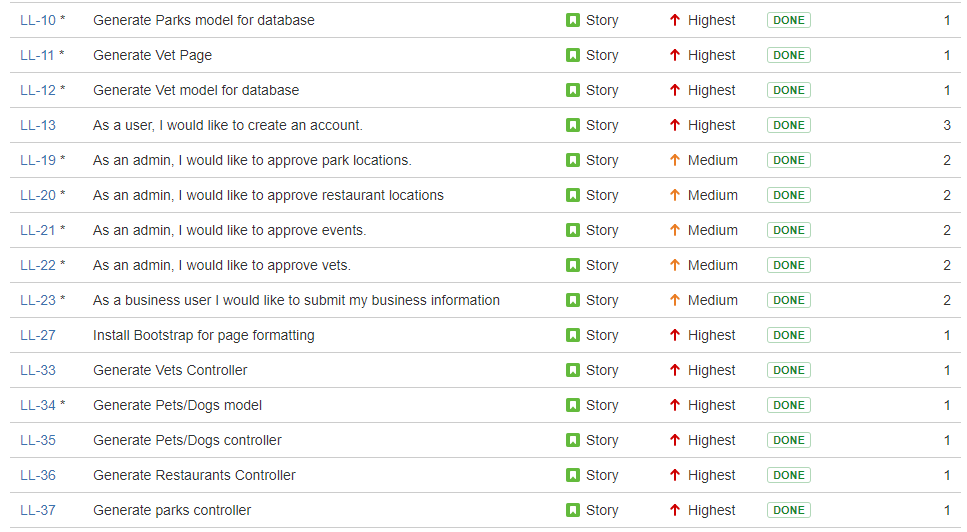 LL-10 * Generate Parks model for database Story Highest DONE 1
LL-11 * Generate Vet Page Story Highest DONE 1
LL-12 * Generate Vet model for database Story Highest DONE 1
LL-13 As a user, I would like to create an account. Story Highest DONE 3
LL-19 * As an admin, I would like to approve park locations. Story Medium DONE 2
LL-20 * As an admin, I would like to approve restaurant locations Story Medium DONE 2
LL-21 * As an admin, I would like to approve events. Story Medium DONE 2
LL-22 * As an admin, I would like to approve vets. Story Medium DONE 2
LL-23 * As a business user I would like to submit my business information Story Medium DONE 2
LL-27 Install Bootstrap for page formatting Story Highest DONE 1
LL-33 Generate Vets Controller Story Highest DONE 1
LL-34 * Generate Pets/Dogs model Story Highest DONE 1
LL-35 Generate Pets/Dogs controller Story Highest DONE 1
LL-36 Generate Restaurants Controller Story Highest DONE 1
LL-37 Generate parks controller Story Highest DONE 1